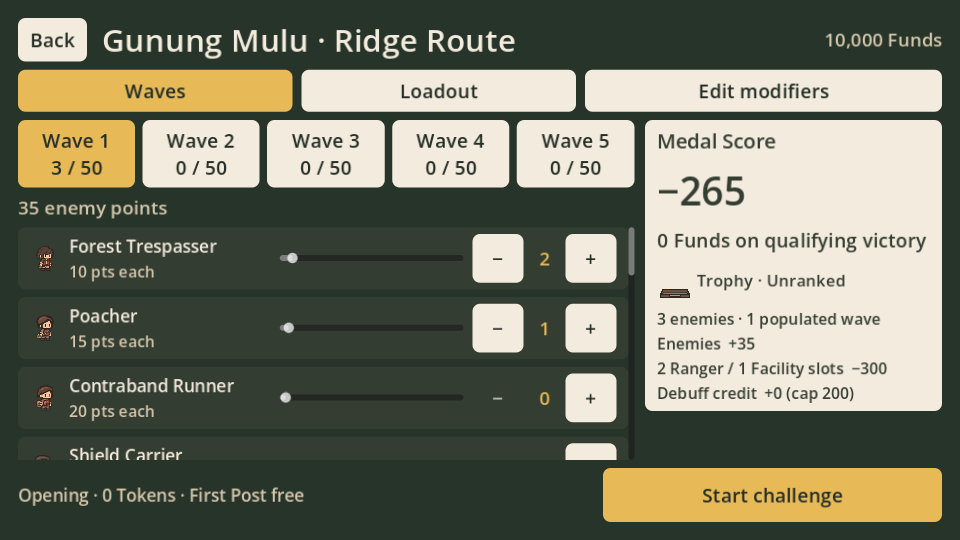 Back
Gunung Mulu · Ridge Route
10,000 Funds
Waves
Loadout
Edit modifiers
Wave 1
3 / 50
Wave 2
0 / 50
Wave 3
0 / 50
Wave 4
0 / 50
Wave 5
0 / 50
35 enemy points
Forest Trespasser
10 pts each
− 2 +
Poacher
15 pts each
− 1 +
Contraband Runner
20 pts each
− 0 +
Shield Carrier
Medal Score
−265
0 Funds on qualifying victory
Trophy · Unranked
3 enemies · 1 populated wave
Enemies +35
2 Ranger / 1 Facility slots −300
Debuff credit +0 (cap 200)
Opening · 0 Tokens · First Post free
Start challenge